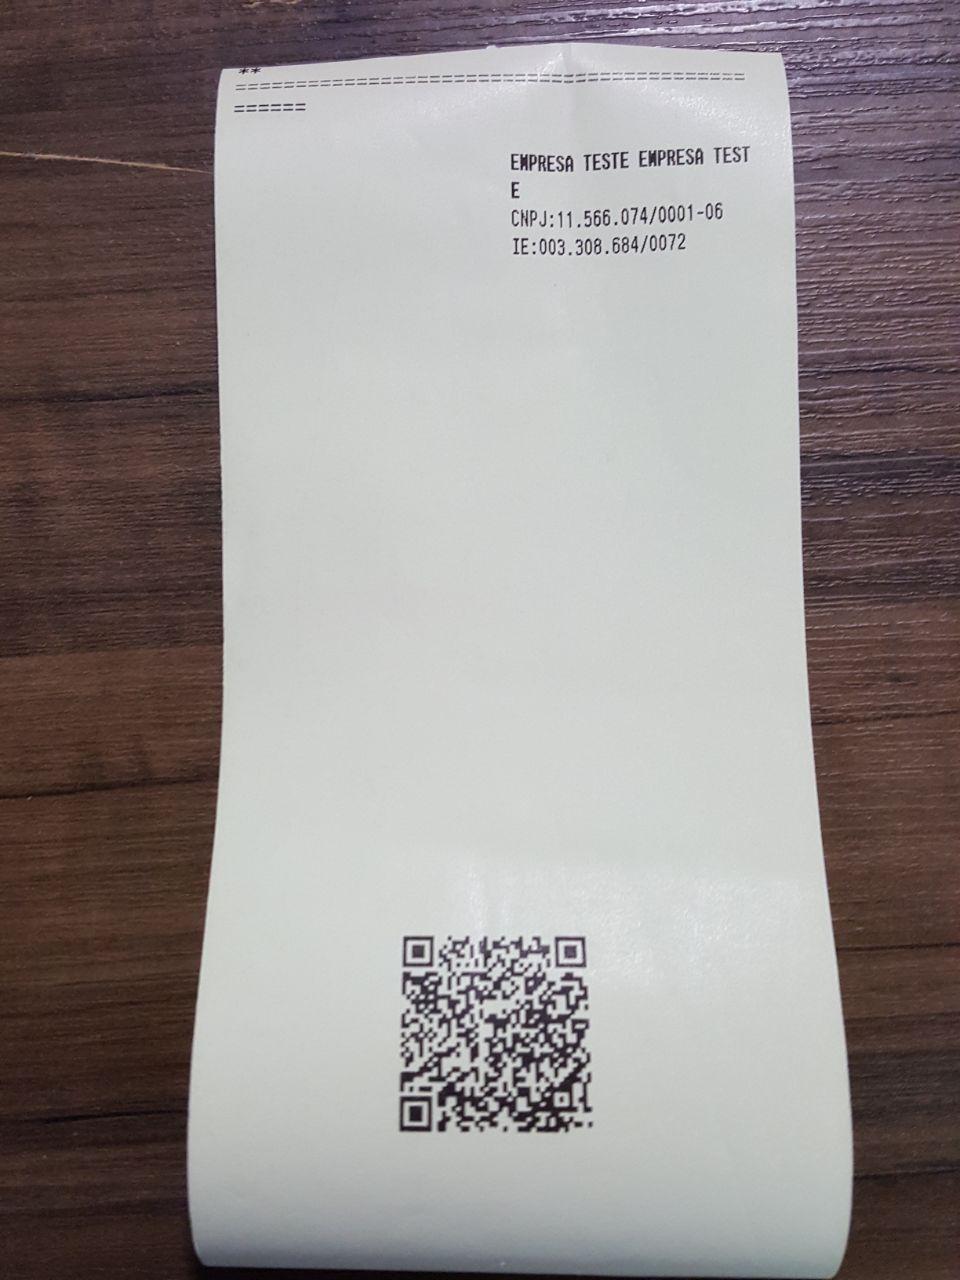 **
===========================================
======
EMPRESA TESTE EMPRESA TEST
E
CNPJ:11.566.074/0001-06
IE:003.308.684/0072